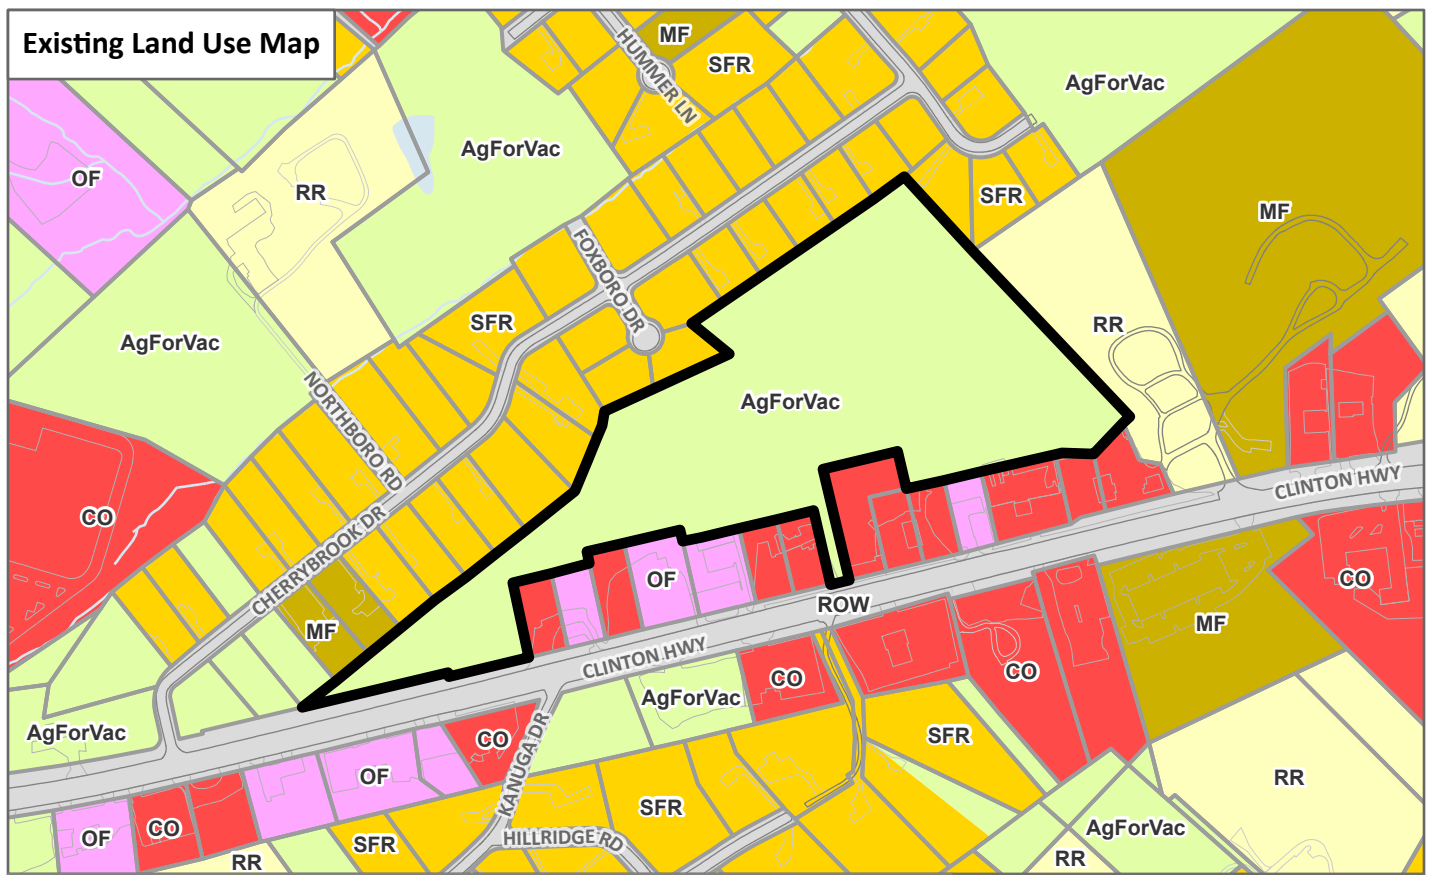 Existing Land Use Map
HUMMER LN
MF
SFR
AgForVac
AgForVac
OF
RR
SFR
MF
FOXBORO DR
SFR
RR
AgForVac
NORTHBORO RD
AgForVac
CLINTON HWY
CO
CHERRYBROOK DR
OF
CO
ROW
MF
MF
CLINTON HWY
CO
CO
AgForVac
AgForVac
CO
KANUGA DR
SFR
OF
RR
SFR
CO
OF
HILLRIDGE RD
AgForVac
SFR
RR
RR